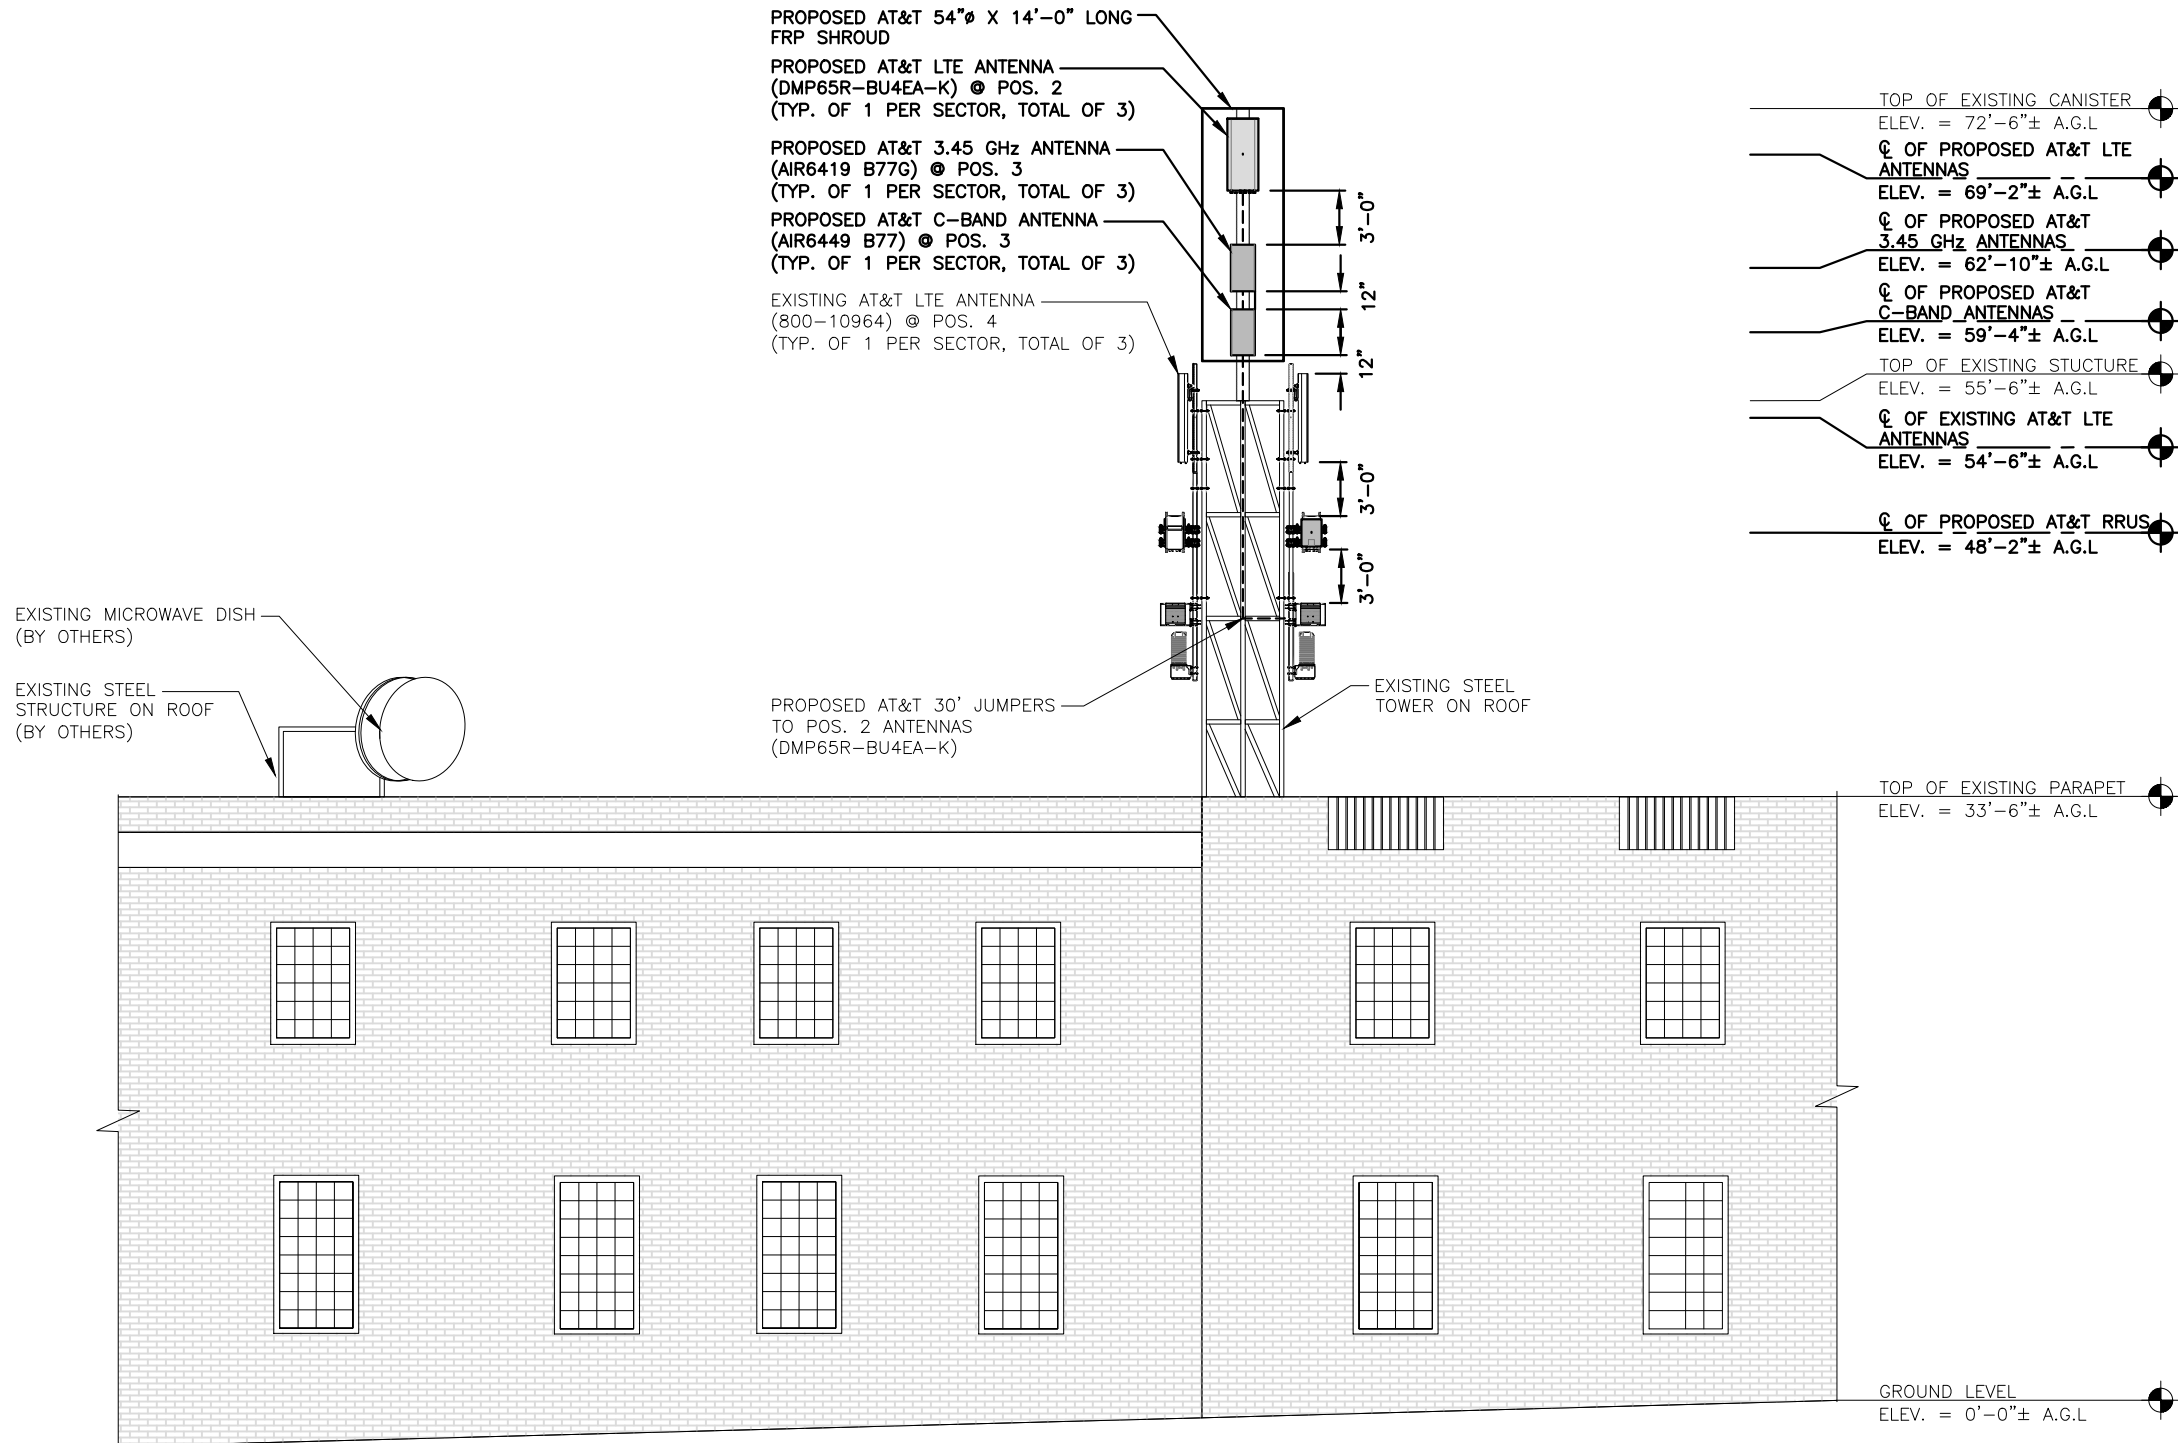 PROPOSED AT&T 54"ø X 14'-0" LONG
FRP SHROUD
PROPOSED AT&T LTE ANTENNA
(DMP65R-BU4EA-K) @ POS. 2
(TYP. OF 1 PER SECTOR, TOTAL OF 3)
PROPOSED AT&T 3.45 GHz ANTENNA
(AIR6419 B77G) @ POS. 3
(TYP. OF 1 PER SECTOR, TOTAL OF 3)
PROPOSED AT&T C-BAND ANTENNA
(AIR6449 B77) @ POS. 3
(TYP. OF 1 PER SECTOR, TOTAL OF 3)
EXISTING AT&T LTE ANTENNA
(800-10964) @ POS. 4
(TYP. OF 1 PER SECTOR, TOTAL OF 3)
3'-0"
12"
12"
3'-0"
3'-0"
TOP OF EXISTING CANISTER
ELEV. = 72'-6"± A.G.L
℄ OF PROPOSED AT&T LTE
ANTENNAS
ELEV. = 69'-2"± A.G.L
℄ OF PROPOSED AT&T
3.45 GHz ANTENNAS
ELEV. = 62'-10"± A.G.L
℄ OF PROPOSED AT&T
C-BAND ANTENNAS
ELEV. = 59'-4"± A.G.L
TOP OF EXISTING STUCTURE
ELEV. = 55'-6"± A.G.L
℄ OF EXISTING AT&T LTE
ANTENNAS
ELEV. = 54'-6"± A.G.L
℄ OF PROPOSED AT&T RRUS
ELEV. = 48'-2"± A.G.L
EXISTING MICROWAVE DISH
(BY OTHERS)
EXISTING STEEL
STRUCTURE ON ROOF
(BY OTHERS)
PROPOSED AT&T 30' JUMPERS
TO POS. 2 ANTENNAS
(DMP65R-BU4EA-K)
EXISTING STEEL
TOWER ON ROOF
TOP OF EXISTING PARAPET
ELEV. = 33'-6"± A.G.L
GROUND LEVEL
ELEV. = 0'-0"± A.G.L